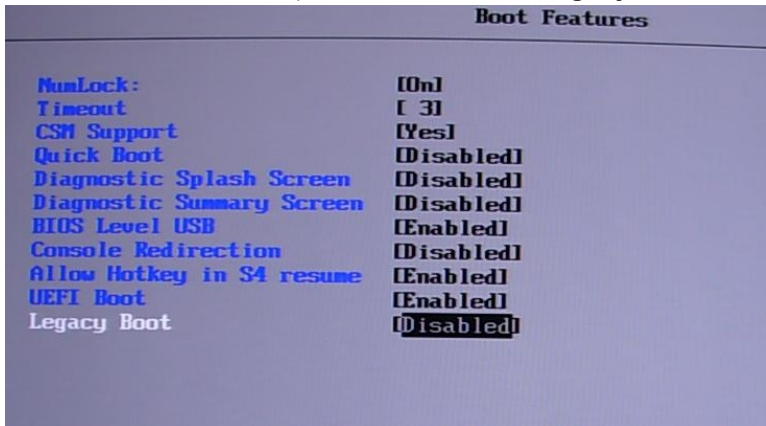 Boot Features
NumLock: [On]
Timeout [ 3]
CSM Support [Yes]
Quick Boot [Disabled]
Diagnostic Splash Screen [Disabled]
Diagnostic Summary Screen [Disabled]
BIOS Level USB [Enabled]
Console Redirection [Disabled]
Allow Hotkey in S4 resume [Enabled]
UEFI Boot [Enabled]
Legacy Boot [Disabled]